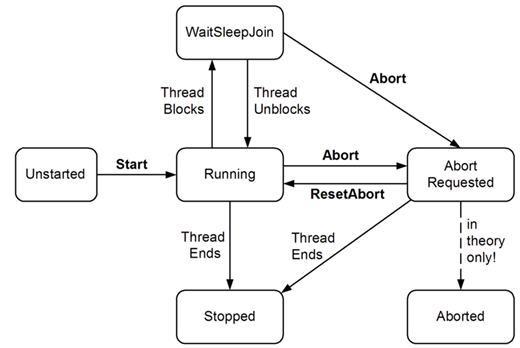 WaitSleepJoin
Abort
Thread
Blocks
Thread
Unblocks
Unstarted
Start
Running
Abort
ResetAbort
Abort
Requested
Thread
Ends
Thread
Ends
in
theory
only!
Stopped
Aborted